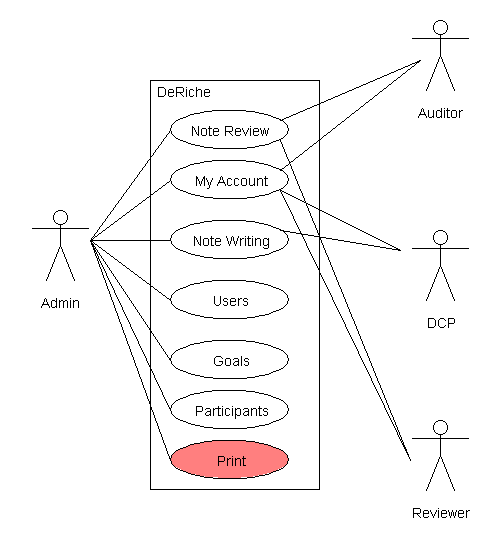 DeRiche
Note Review
My Account
Note Writing
Users
Goals
Participants
Print
Admin
Auditor
DCP
Reviewer